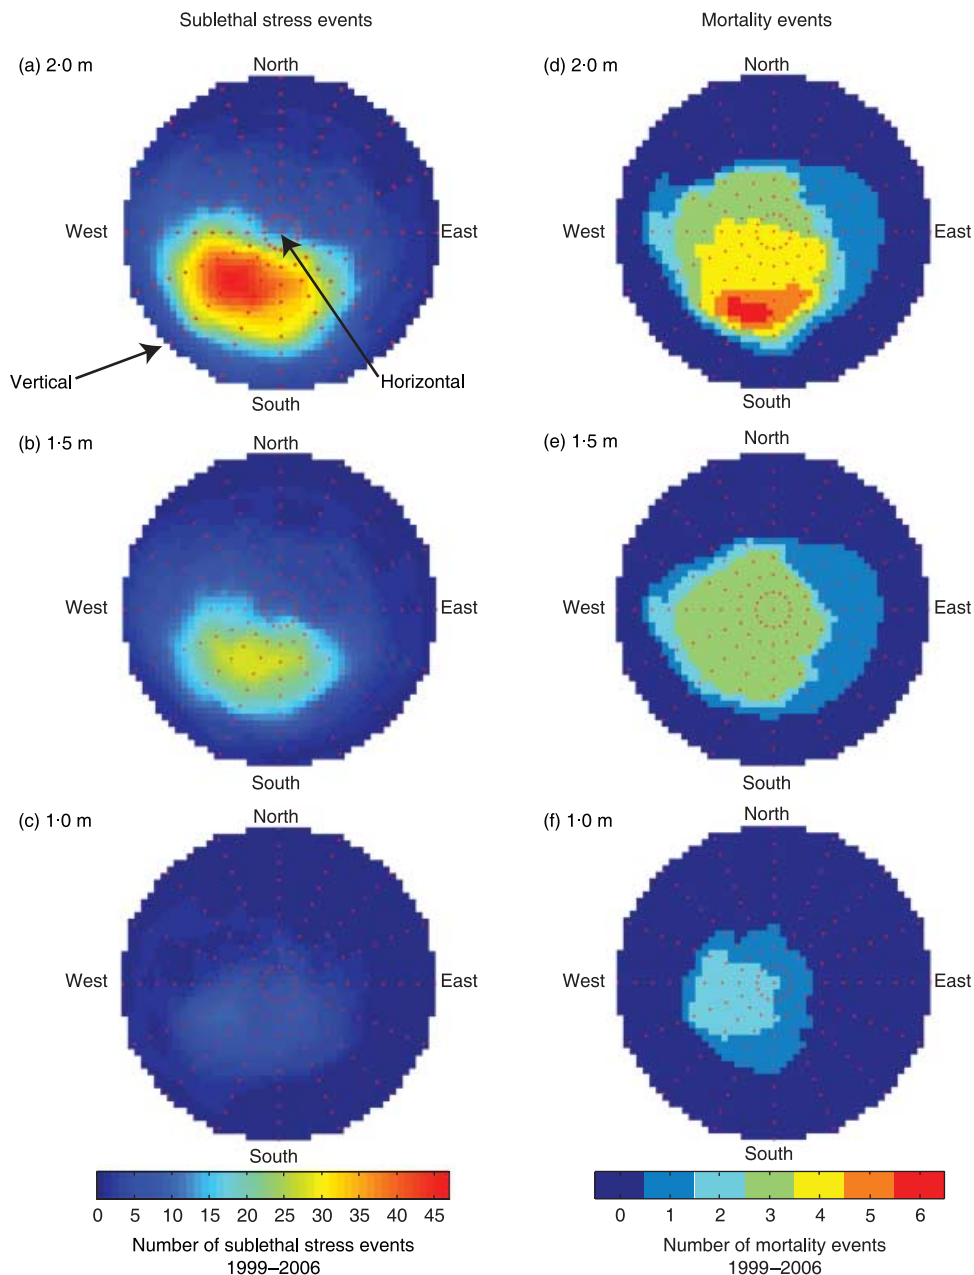 Sublethal stress events
Mortality events
(a) 2·0 m
North
West
East
Vertical
Horizontal
South
(d) 2·0 m
North
West
East
South
(b) 1·5 m
North
West
East
South
(e) 1·5 m
North
West
East
South
(c) 1·0 m
North
West
East
South
(f) 1·0 m
North
West
East
South
0 5 10 15 20 25 30 35 40 45
Number of sublethal stress events
1999–2006
0 1 2 3 4 5 6
Number of mortality events
1999–2006